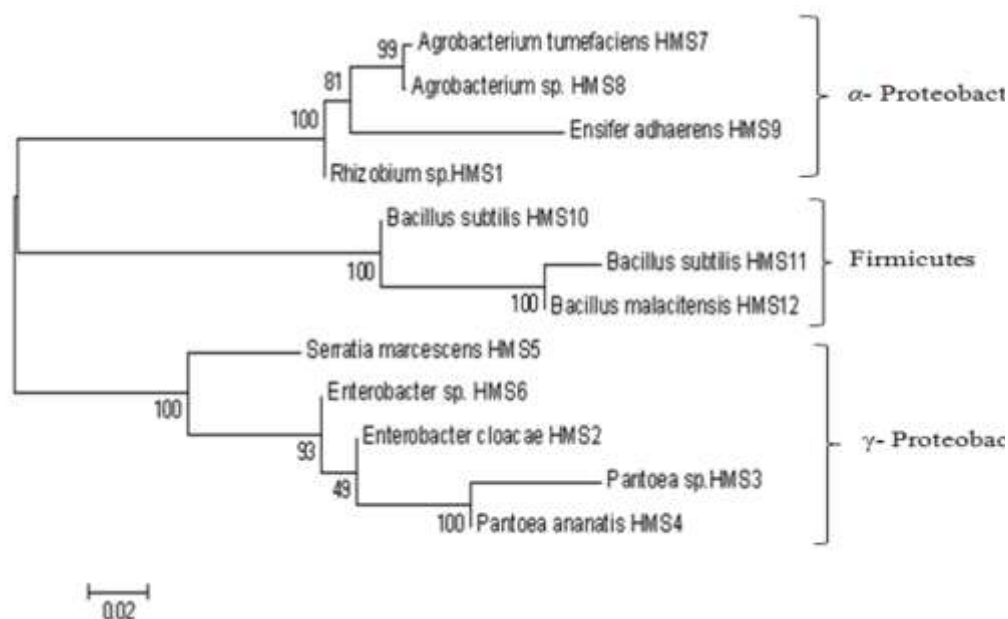 Agrobacterium tumefaciens HMS7
99
Agrobacterium sp. HMS8
81
α- Proteobact
100
Ensifer adhaerens HMS9
Rhizobium sp.HMS1
Bacillus subtilis HMS10
100
Bacillus subtilis HMS11
Firmicutes
100
Bacillus malacitensis HMS12
Serratia marcescens HMS5
100
Enterobacter sp. HMS6
93
Enterobacter cloacae HMS2
γ- Proteobac
49
Pantoea sp.HMS3
100
Pantoea ananatis HMS4
0.02